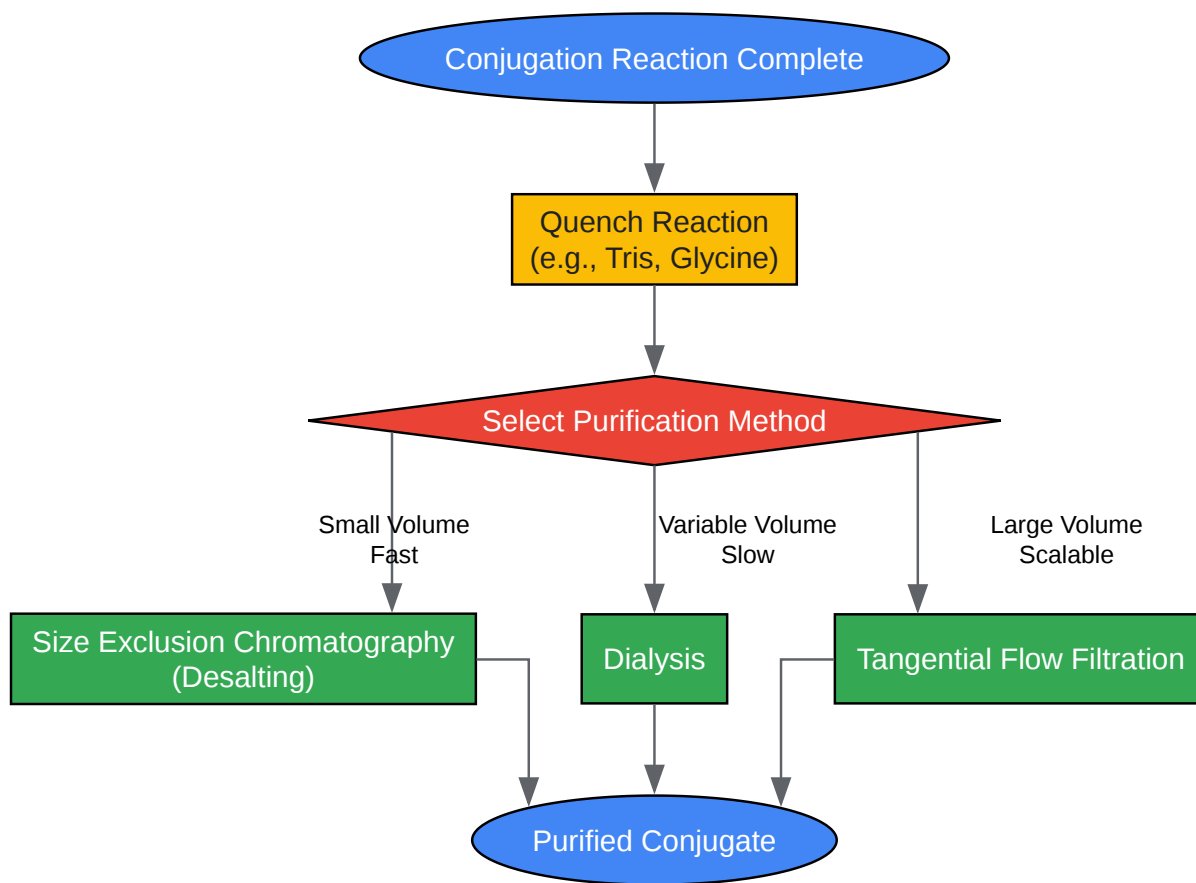 Conjugation Reaction Complete
Quench Reaction
(e.g., Tris, Glycine)
Select Purification Method
Small Volume
Fast
Variable Volume
Slow
Large Volume
Scalable
Size Exclusion Chromatography
(Desalting)
Dialysis
Tangential Flow Filtration
Purified Conjugate